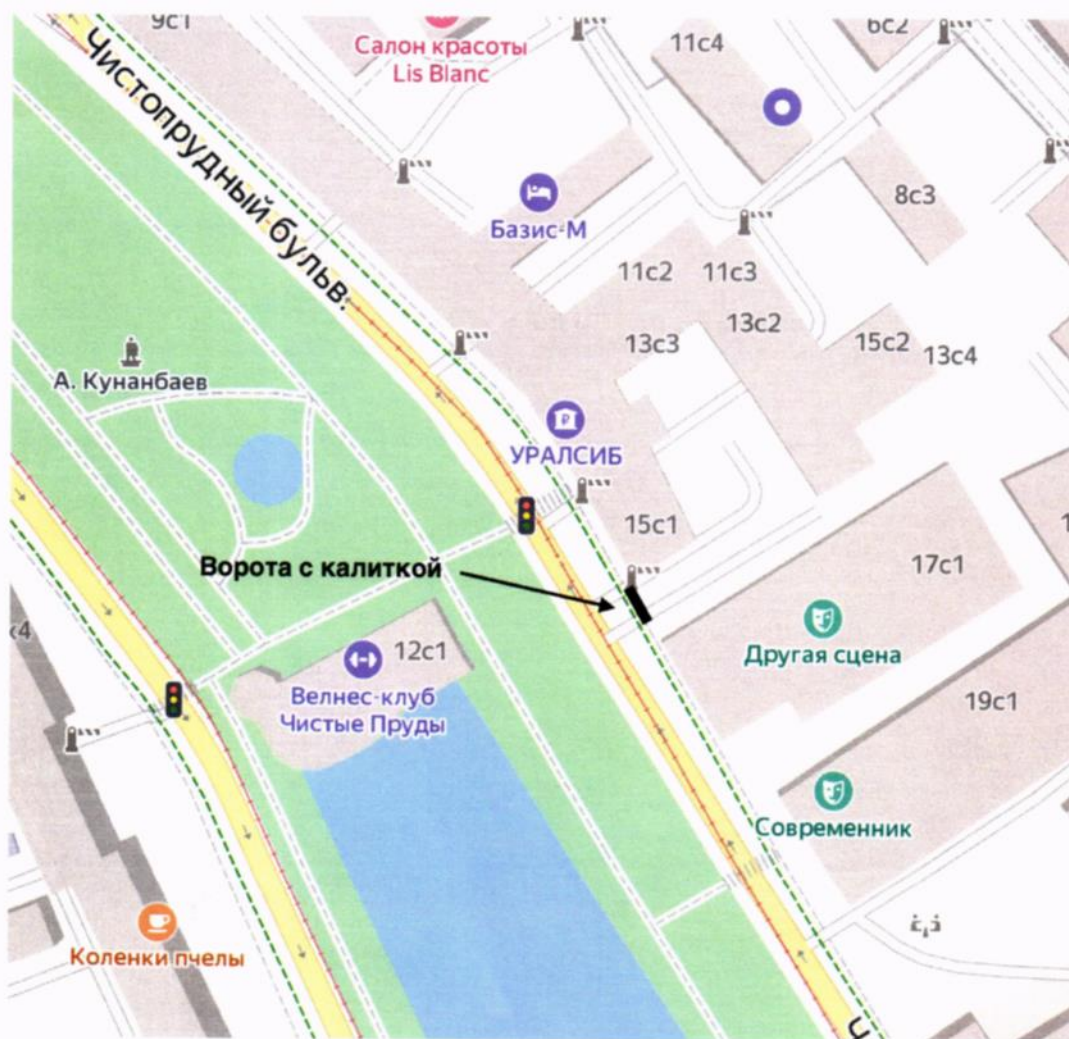 9с1
Салон красоты
Lis Blanc
11с4
6с2
Чистопрудный бульв.
8с3
Базис-М
11с2
11с3
13с2
13с3
15с2
13с4
А. Кунанбаев
УРАЛСИБ
15с1
Ворота с калиткой
17с1
12с1
Другая сцена
Велнес-клуб
Чистые Пруды
19с1
Современник
Коленки пчелы